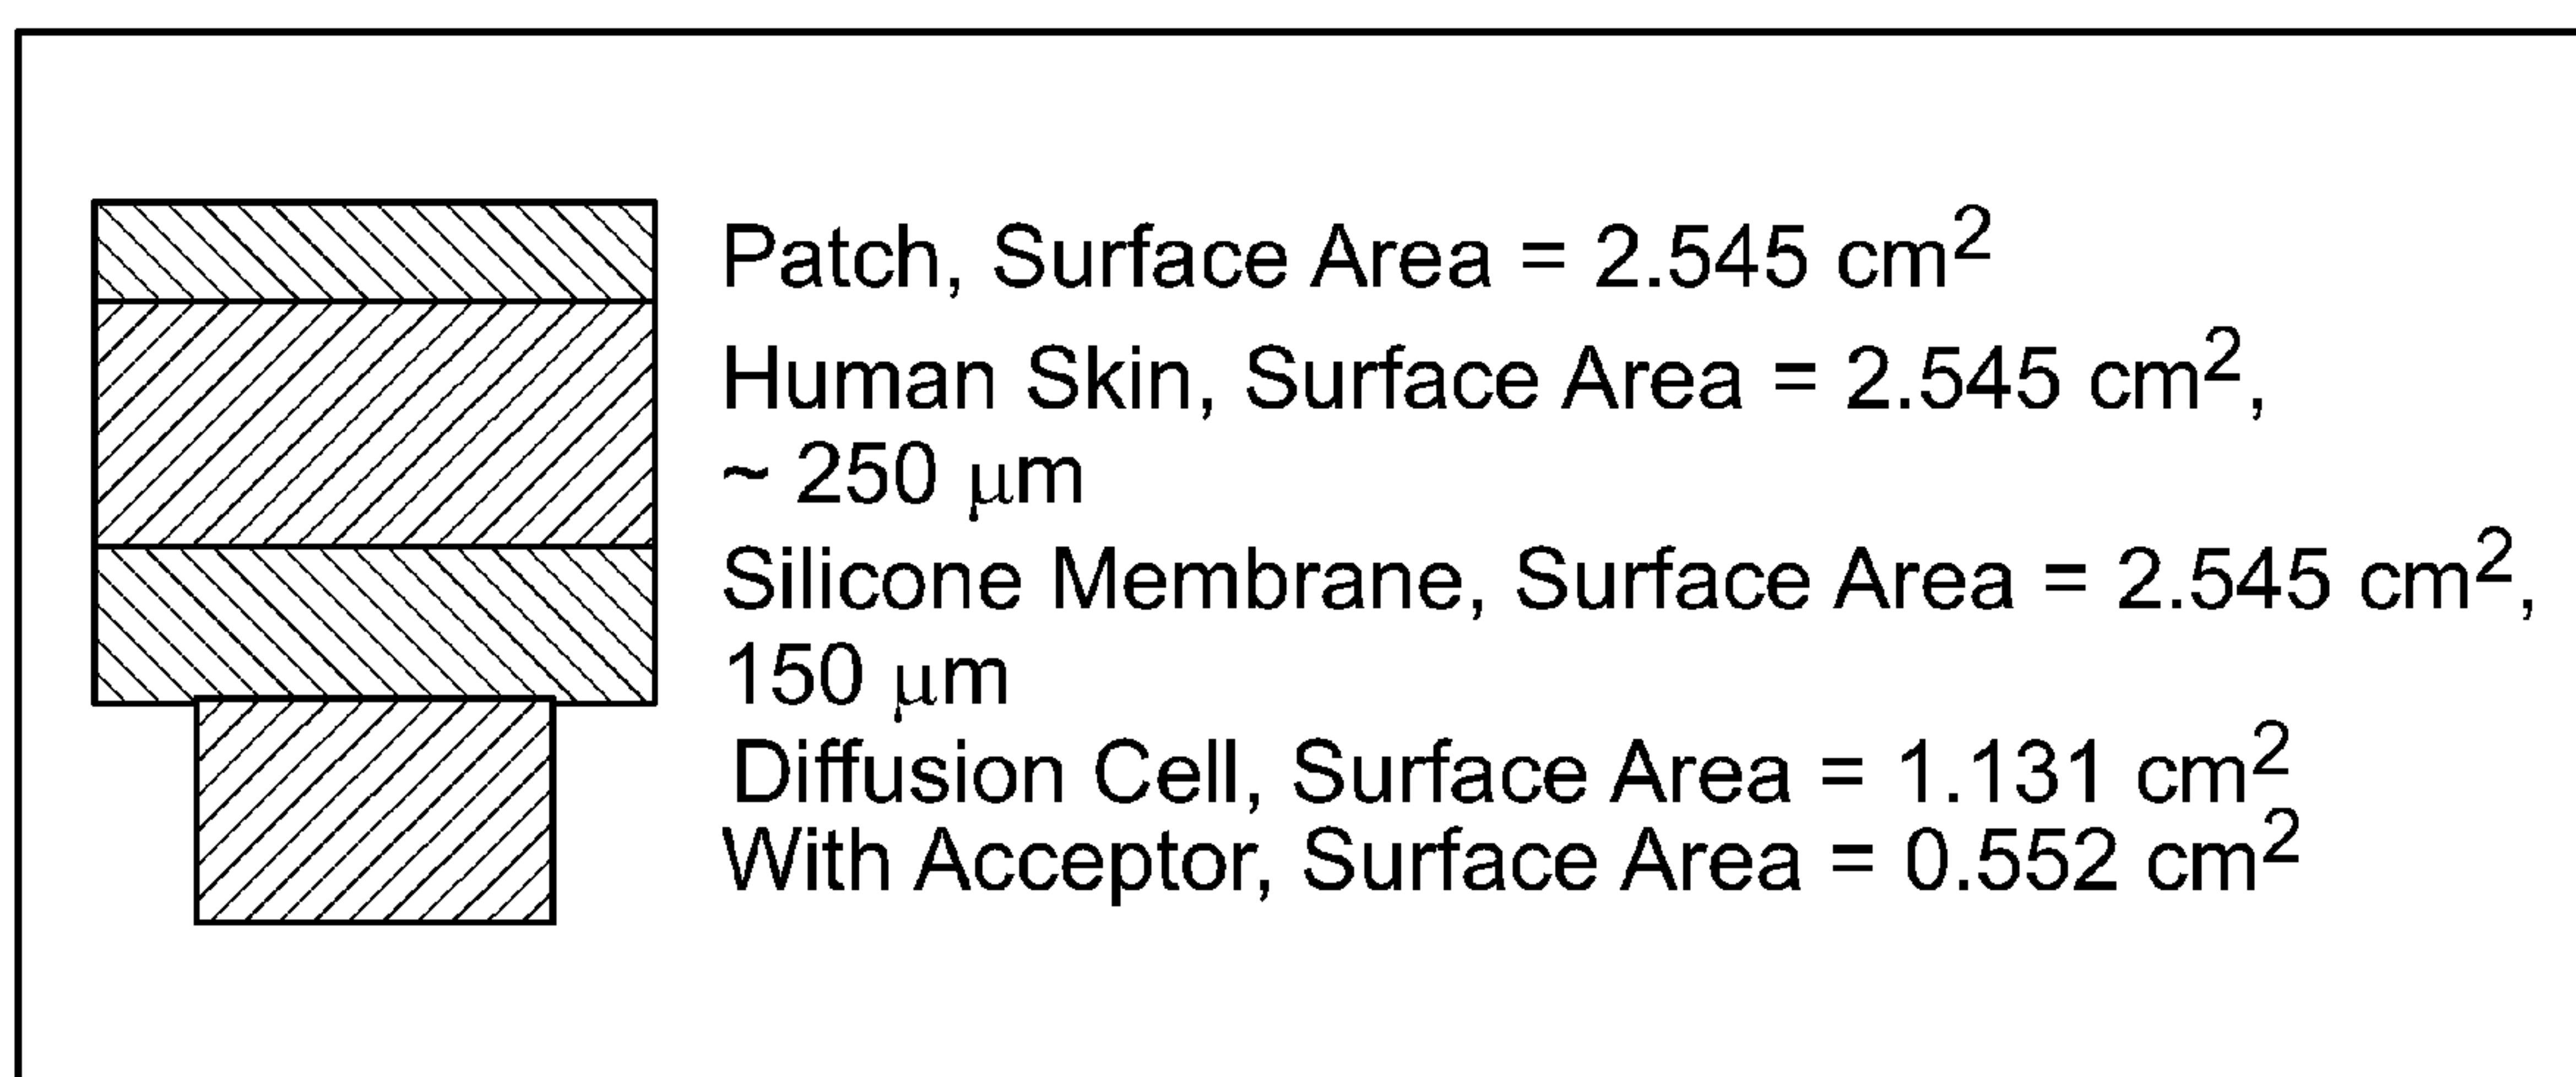 Patch, Surface Area = 2.545 cm²
Human Skin, Surface Area = 2.545 cm²,
~ 250 μm
Silicone Membrane, Surface Area = 2.545 cm²,
150 μm
Diffusion Cell, Surface Area = 1.131 cm²
With Acceptor, Surface Area = 0.552 cm²